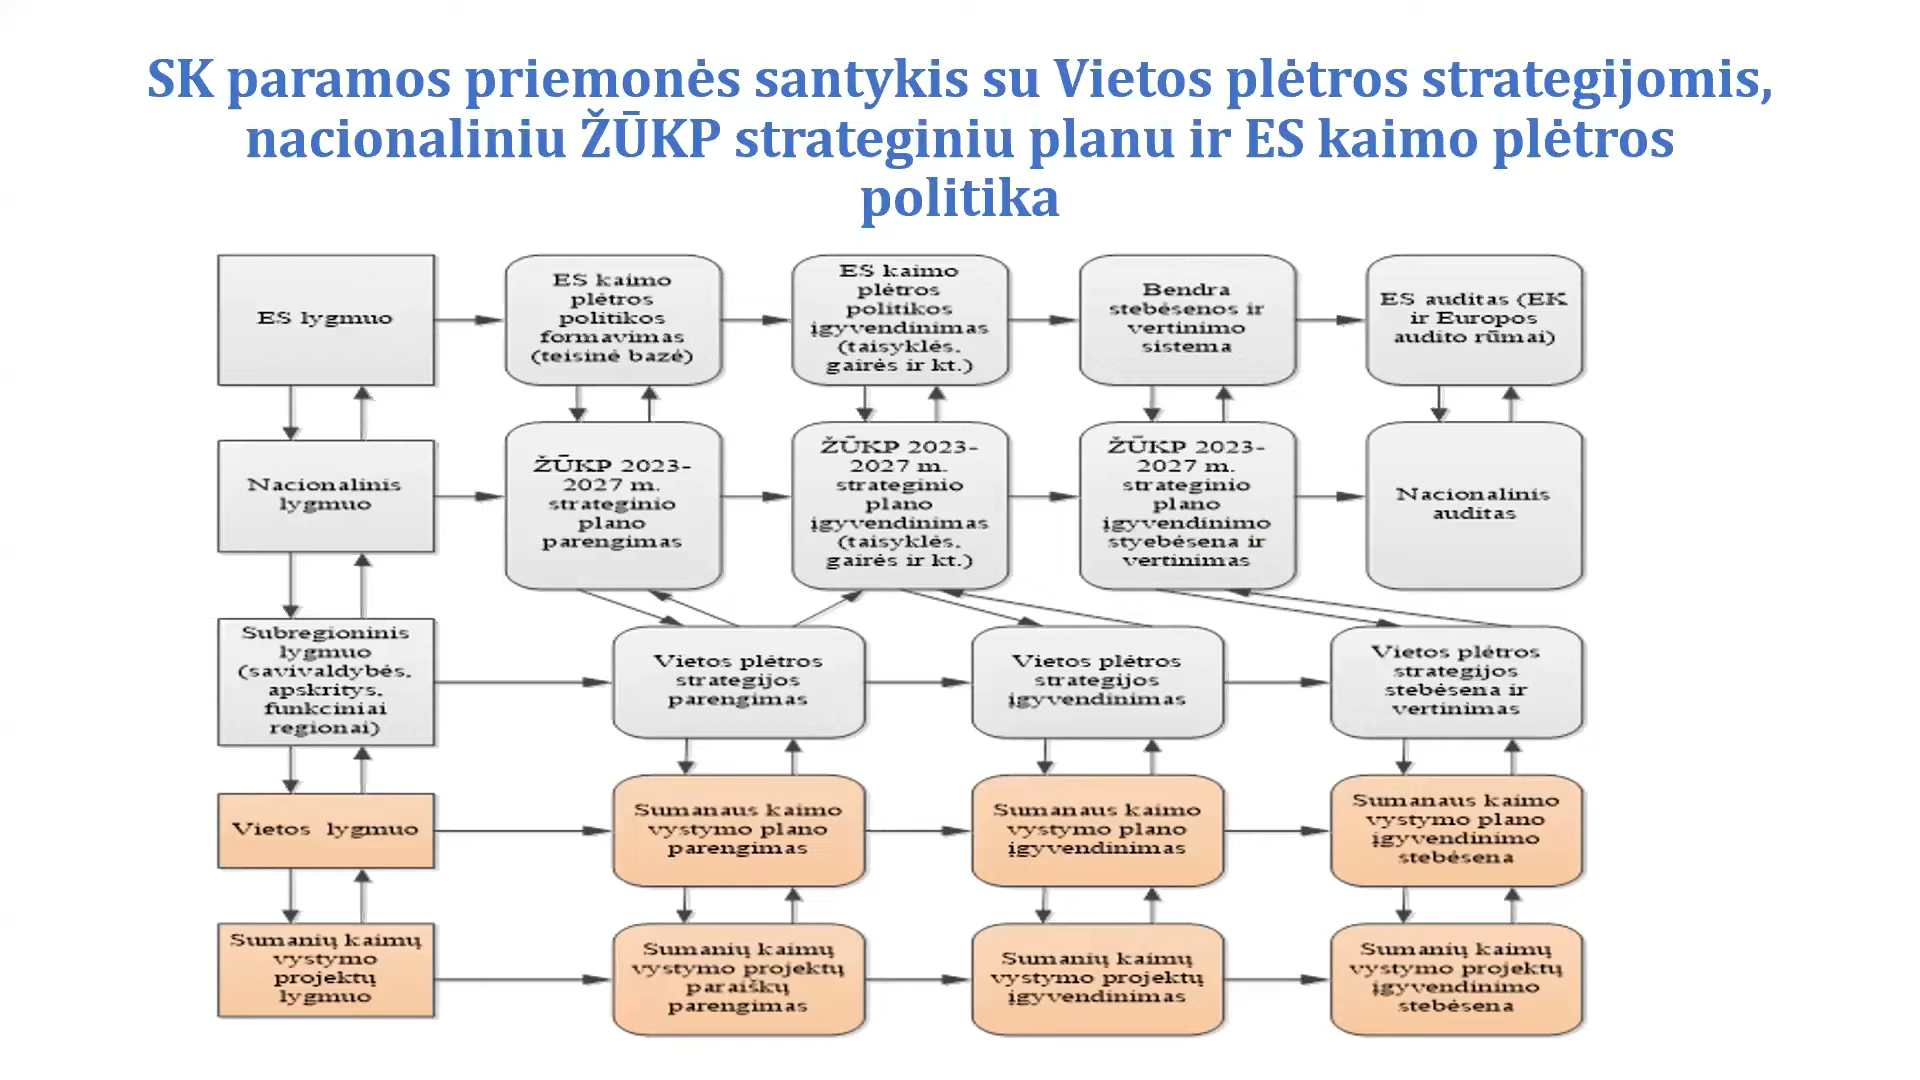 SK paramos priemonės santykis su Vietos plėtros strategijomis,
nacionaliniu ŽŪKP strateginiu planu ir ES kaimo plėtros
politika
ES lygmuo
ES kaimo
plėtros
politikos
formavimas
(teisinė bazė)
ES kaimo
plėtros
politikos
įgyvendinimas
(taisyklės,
gairės ir kt.)
Bendra
stebėsenos ir
vertinimo
sistema
ES auditas (EK
ir Europos
audito rūmai)
Nacionalinis
lygmuo
ŽŪKP 2023-
2027 m.
strateginio
plano
parengimas
ŽŪKP 2023-
2027 m.
strateginio
plano
įgyvendinimas
(taisyklės,
gairės ir kt.)
ŽŪKP 2023-
2027 m.
strateginio
plano
įgyvendinimo
styebėsena ir
vertinimas
Nacionalinis
auditas
Subregioninis
lygmuo
(savivaldybės,
apskritys,
funkciniai
regionai)
Vietos plėtros
strategijos
parengimas
Vietos plėtros
strategijos
įgyvendinimas
Vietos plėtros
strategijos
stebėsena ir
vertinimas
Vietos lygmuo
Sumanaus kaimo
vystymo plano
parengimas
Sumanaus kaimo
vystymo plano
įgyvendinimas
Sumanaus kaimo
vystymo plano
įgyvendinimo
stebėsena
Sumanių kaimų
vystymo
projektų
lygmuo
Sumanių kaimų
vystymo projektų
paraiškų
parengimas
Sumanių kaimų
vystymo projektų
įgyvendinimas
Sumanių kaimų
vystymo projektų
įgyvendinimo
stebėsena